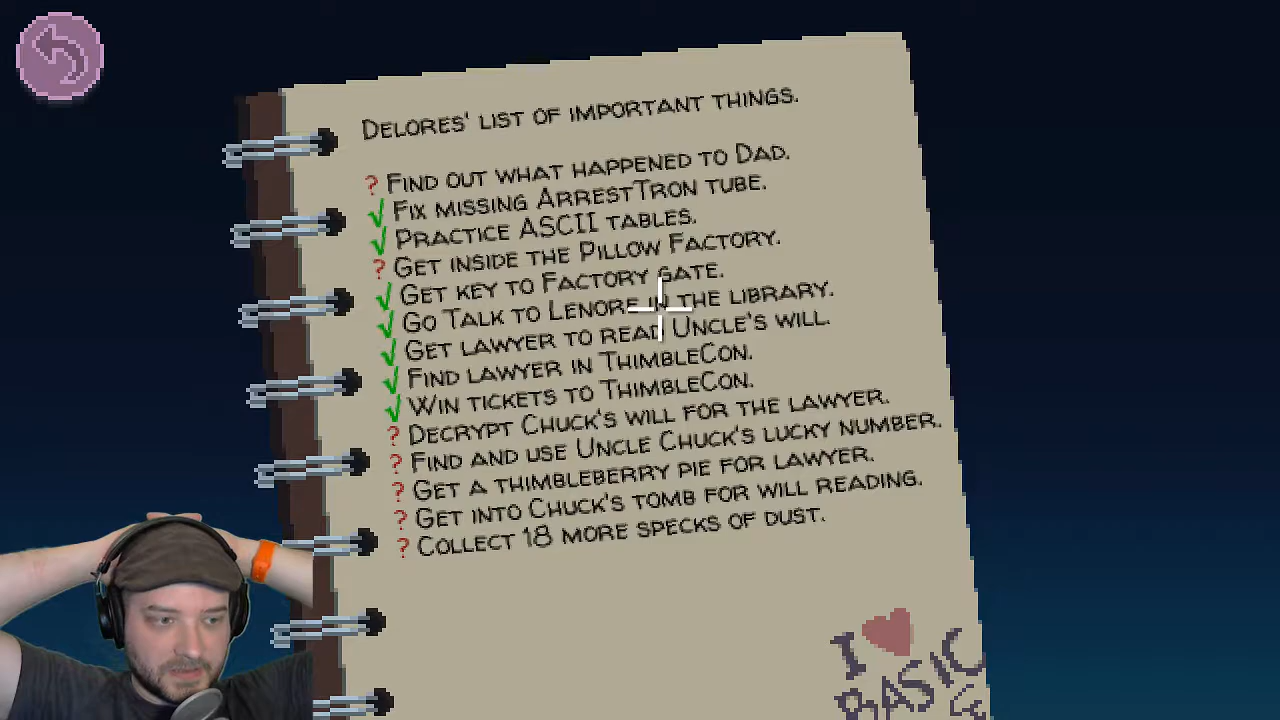 Delores' list of important things.
? Find out what happened to Dad.
√ Fix missing ArrestTron tube.
√ Practice ASCII tables.
? Get inside the Pillow Factory.
√ Get key to Factory gate.
√ Go Talk to Lenore in the library.
√ Get lawyer to read Uncle's will.
√ Find lawyer in ThimbleCon.
√ Win tickets to ThimbleCon.
? Decrypt Chuck's will for the lawyer.
? Find and use Uncle Chuck's lucky number.
? Get a thimbleberry pie for lawyer.
? Get into Chuck's tomb for will reading.
? Collect 18 more specks of dust.
I
BASIC